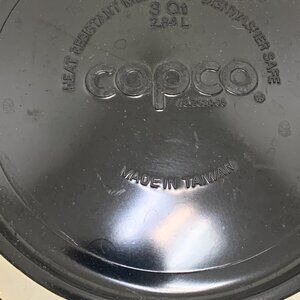 3 Qt
2.84 L
HEAT RESISTANT
DISHWASHER SAFE
copco®
MADE IN TAIWAN